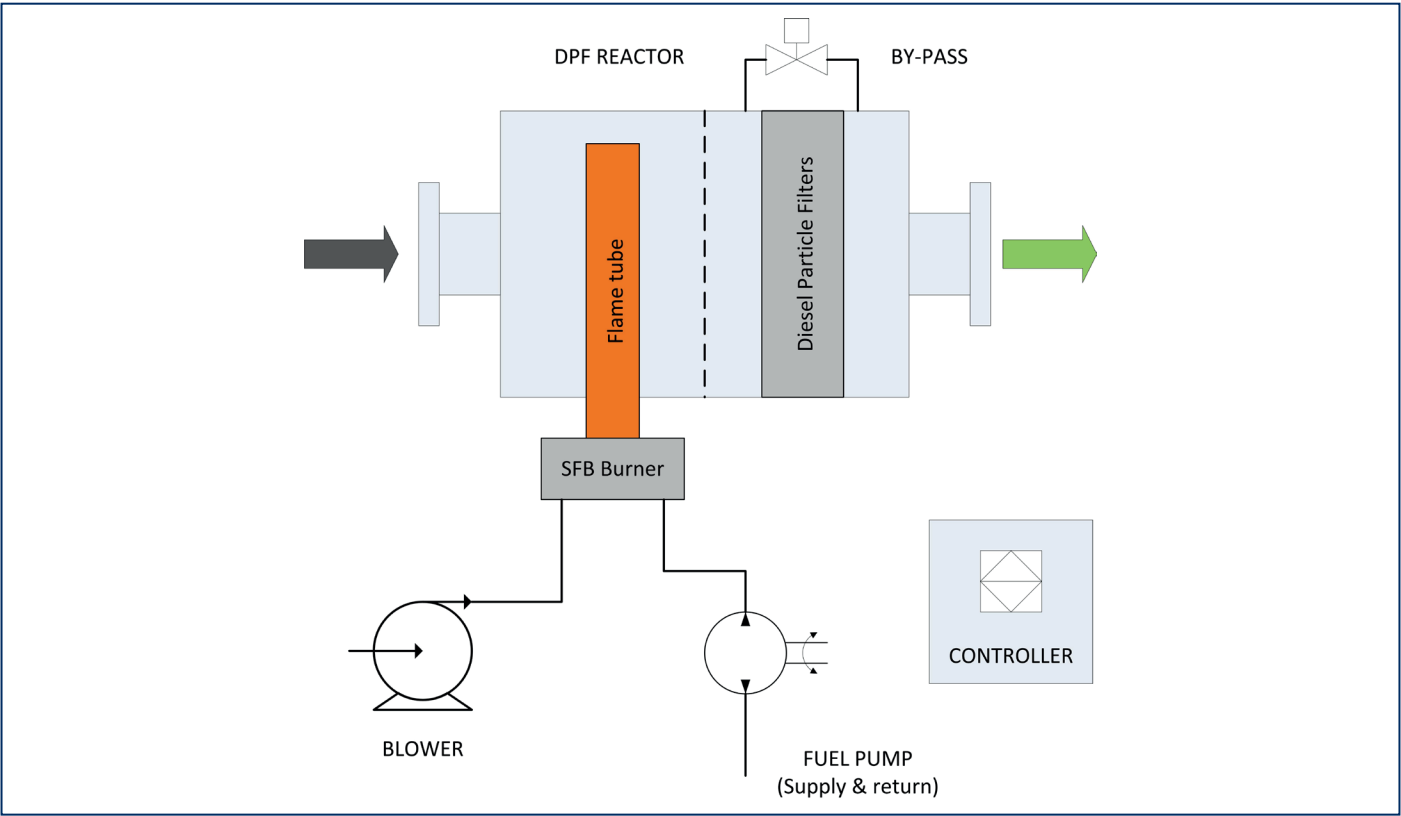 DPF REACTOR
BY-PASS
Flame tube
Diesel Particle Filters
SFB Burner
CONTROLLER
BLOWER
FUEL PUMP
(Supply & return)